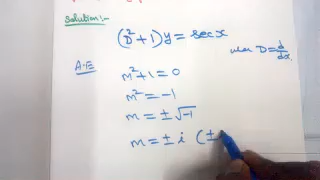 Solution:-
(D²+1)y = sec x
where D = d/dx
A·E
m²+1 = 0
m² = -1
m = ± √-1
m = ± i (±